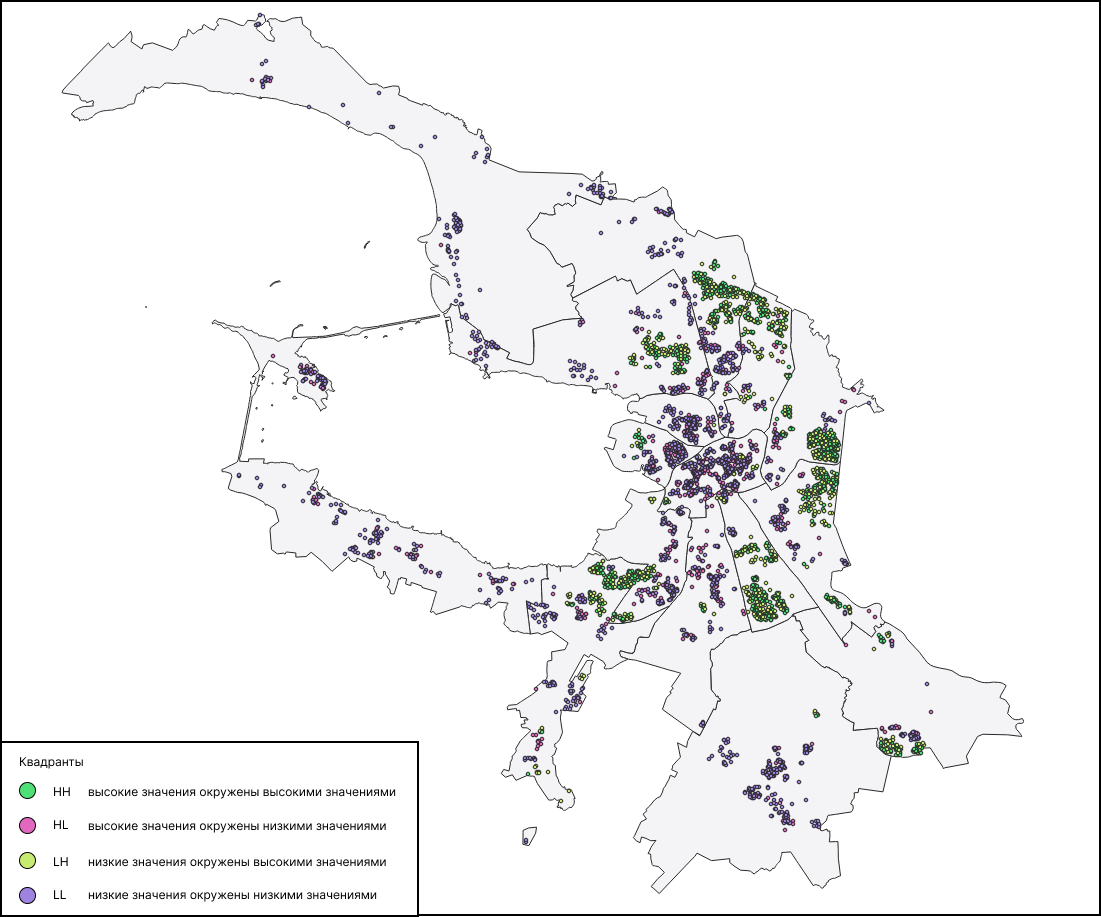 Квадранты
HH высокие значения окружены высокими значениями
HL высокие значения окружены низкими значениями
LH низкие значения окружены высокими значениями
LL низкие значения окружены низкими значениями